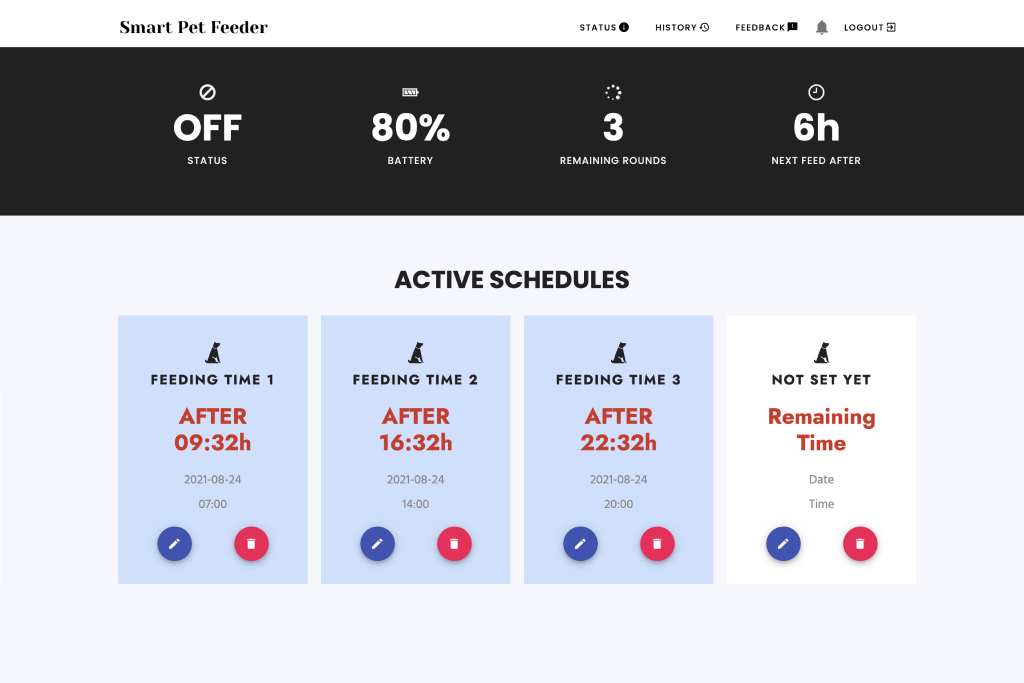 Smart Pet Feeder
STATUS
HISTORY
FEEDBACK
LOGOUT
OFF
STATUS
80%
BATTERY
3
REMAINING ROUNDS
6h
NEXT FEED AFTER
ACTIVE SCHEDULES
FEEDING TIME 1
AFTER
09:32h
2021-08-24
07:00
FEEDING TIME 2
AFTER
16:32h
2021-08-24
14:00
FEEDING TIME 3
AFTER
22:32h
2021-08-24
20:00
NOT SET YET
Remaining
Time
Date
Time